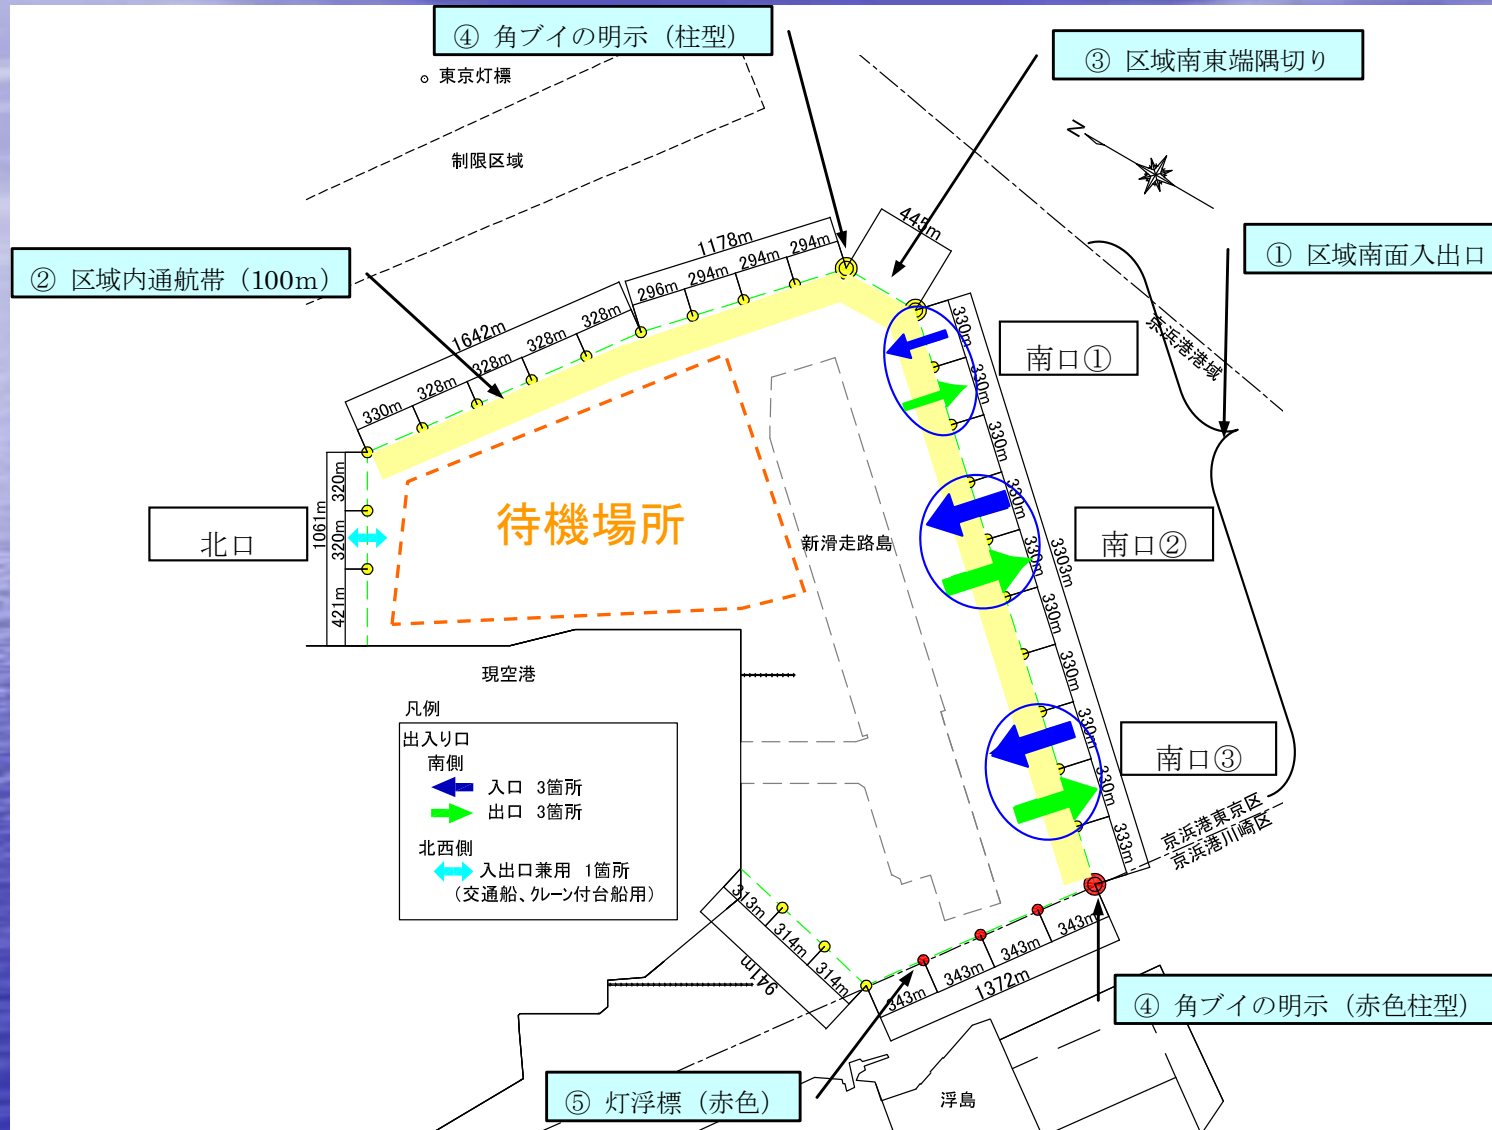 ④ 角ブイの明示（柱型）
③ 区域南東端隅切り
東京灯標
制限区域
N
① 区域南面入出口
② 区域内通航帯（100m）
445m
1178m
296m
294m
294m
294m
1642m
330m
328m
328m
328m
328m
京浜港港域
南口①
330m
330m
330m
330m
330m
330m
330m
330m
330m
333m
3303m
南口②
南口③
北口
1061m
320m
320m
421m
待機場所
新滑走路島
現空港
凡例
出入り口
南側
入口 3箇所
出口 3箇所
北西側
入出口兼用 1箇所
（交通船、クレーン付台船用）
京浜港東京区
京浜港川崎区
313m
314m
314m
941m
343m
343m
343m
343m
1372m
④ 角ブイの明示（赤色柱型）
⑤ 灯浮標（赤色）
浮島